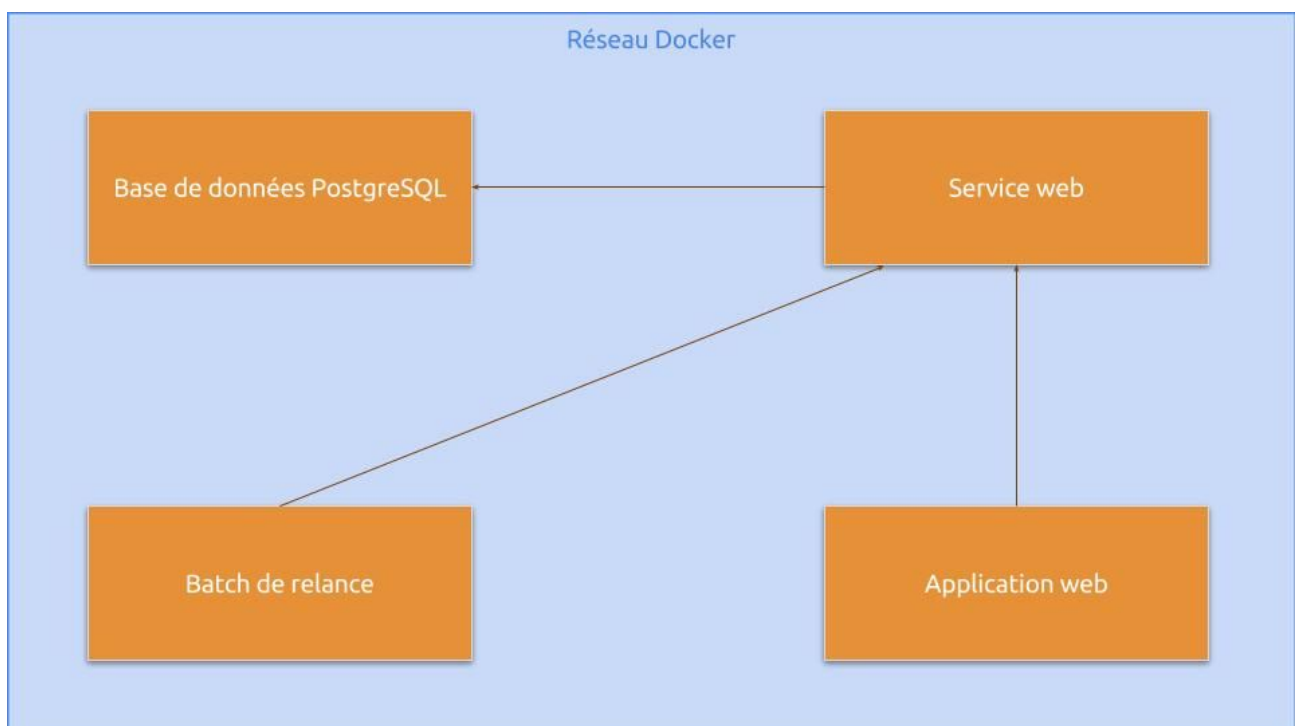 Réseau Docker
Base de données PostgreSQL
Service web
Batch de relance
Application web